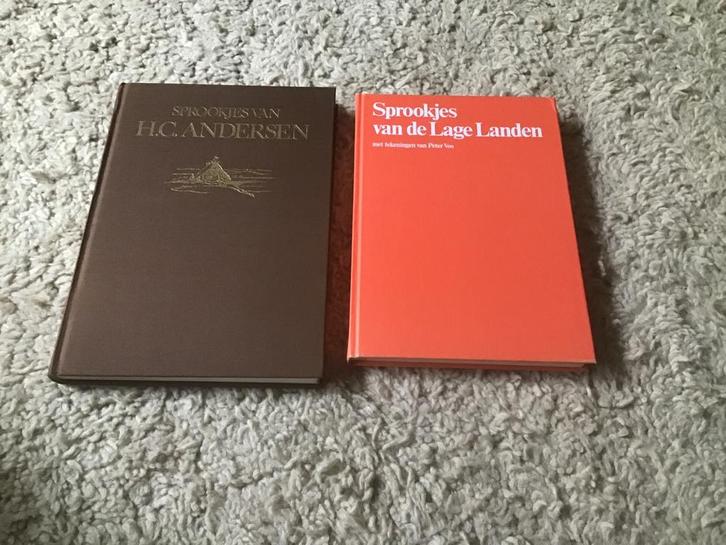 SPROOKJES VAN
H.C. ANDERSEN
Sprookjes
van de Lage Landen
met tekeningen van Peter Vos